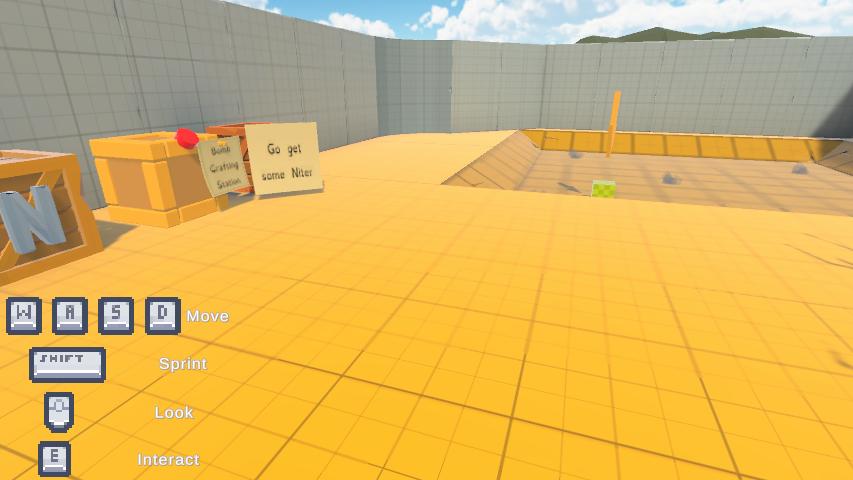 Bomb
Crafting
Station
Go get
some Niter
N
W A S D Move
SHIFT Sprint
Look
E Interact